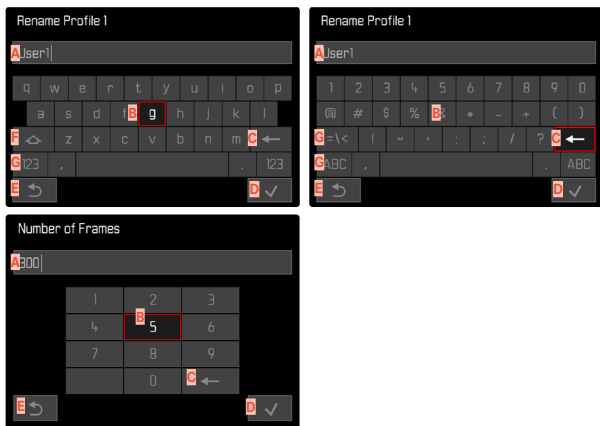 Rename Profile 1
A User1
q w e r t y u i o p
a s d f B g h j k l
F z x c v b n m C ←
G 123 , . 123
E D
Rename Profile 1
A User1
1 2 3 4 5 6 7 8 9 0
@ # $ % B & * - + ( )
G =\< ! " ' : ; / ? C ←
G ABC , . ABC
E D
Number of Frames
A 300
1 2 3
B
4 5 6
7 8 9
0 C ←
E D